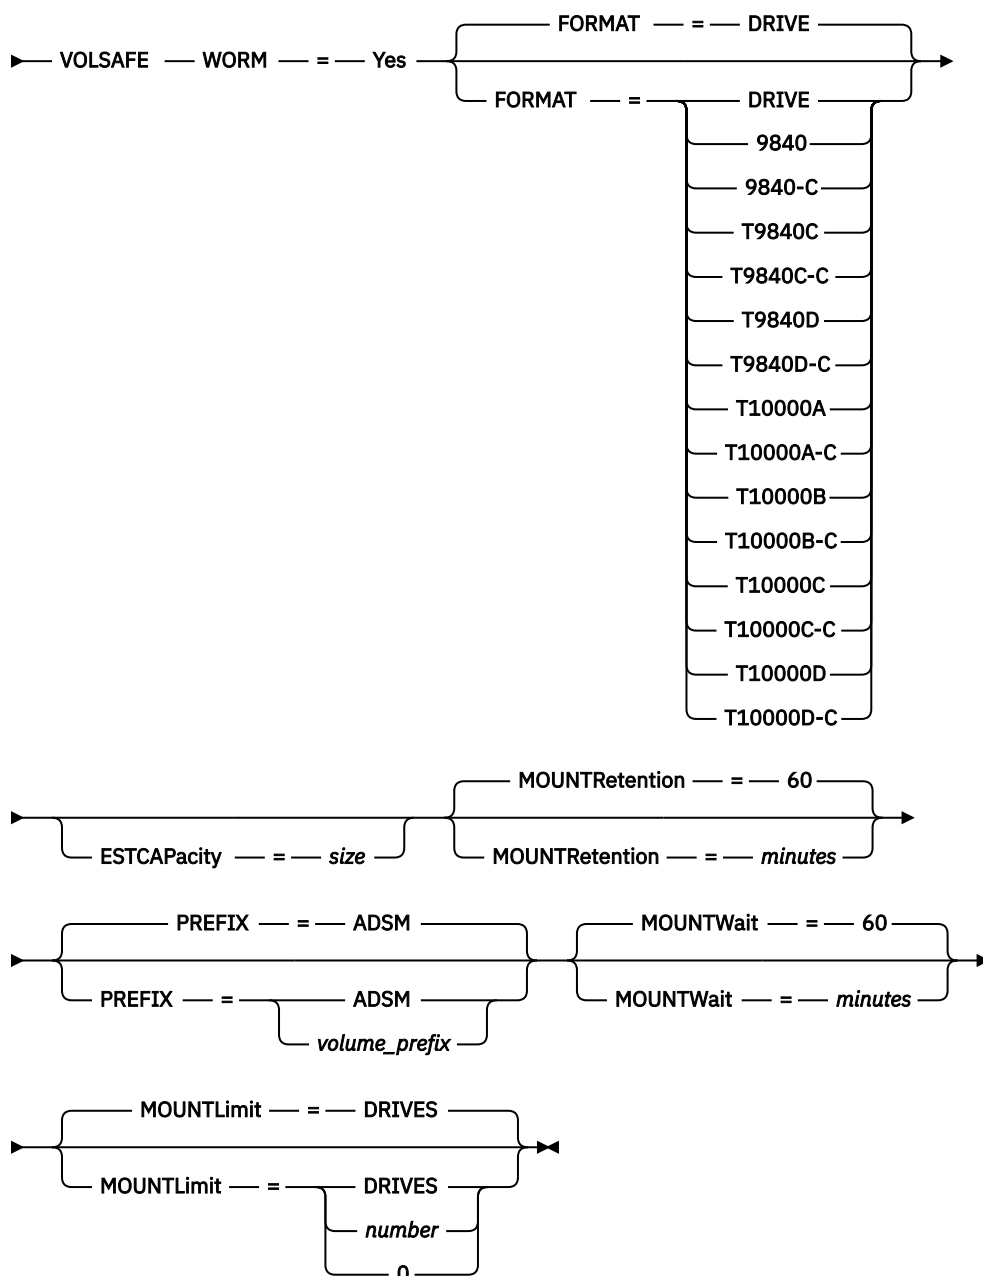 FORMAT = DRIVE
VOLSAFE WORM = Yes
FORMAT = DRIVE
9840
9840-C
T9840C
T9840C-C
T9840D
T9840D-C
T10000A
T10000A-C
T10000B
T10000B-C
T10000C
T10000C-C
T10000D
T10000D-C
MOUNTRetention = 60
ESTCAPacity = size MOUNTRetention = minutes
PREFIX = ADSM MOUNTWait = 60
PREFIX = ADSM MOUNTWait = minutes
volume_prefix
MOUNTLimit = DRIVES
MOUNTLimit = DRIVES
number
0